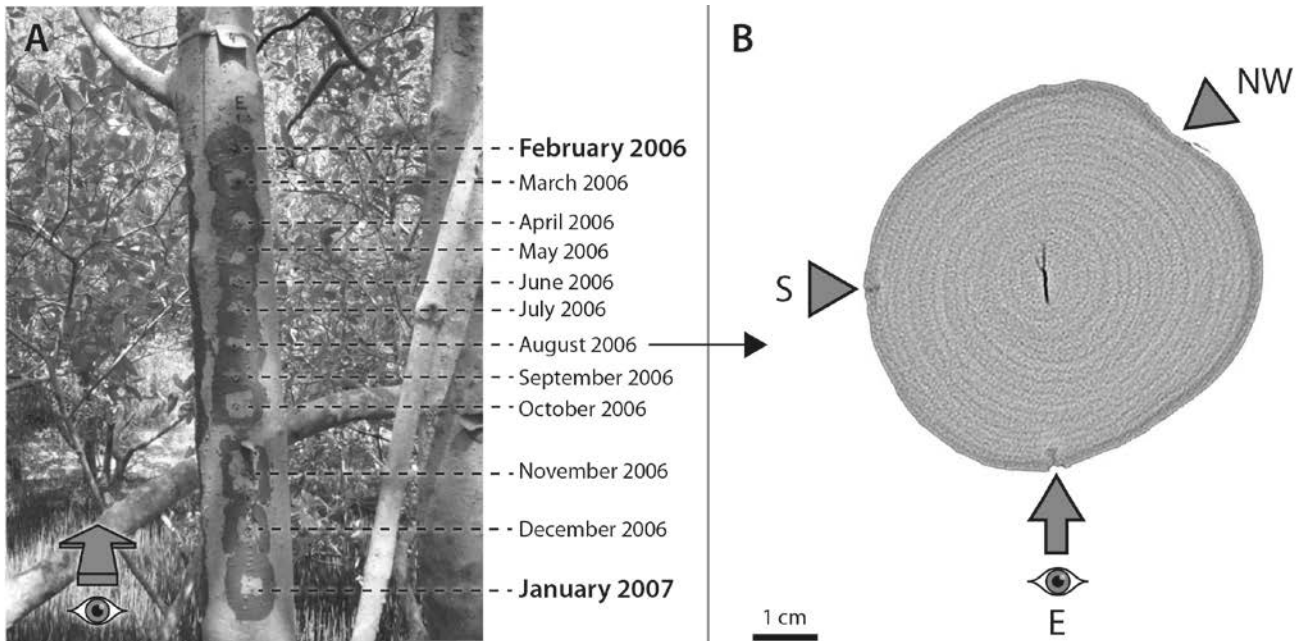 A
E
February 2006
March 2006
April 2006
May 2006
June 2006
July 2006
August 2006
September 2006
October 2006
November 2006
December 2006
January 2007
B
NW
S
E
1 cm